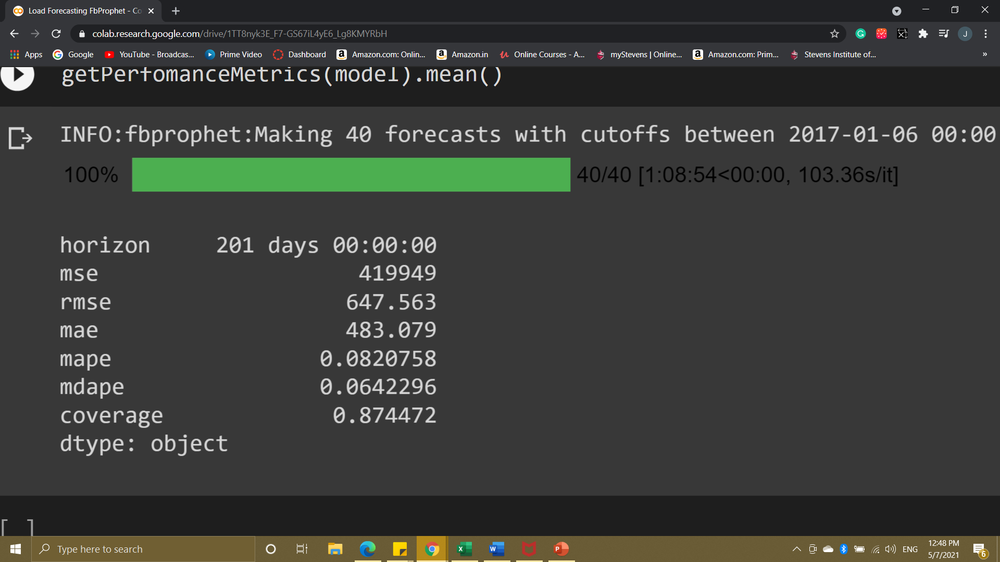 Load Forecasting FbProphet - Co
colab.research.google.com/drive/1TT8nyk3E_F7-GS67iL4yE6_Lg8KMYRbH
J
Apps Google YouTube - Broadcas... Prime Video Dashboard Amazon.com: Onlin... Amazon.in Online Courses - A... myStevens | Online... Amazon.com: Prim... Stevens Institute of... »
getPerfomanceMetrics(model).mean()
INFO:fbprophet:Making 40 forecasts with cutoffs between 2017-01-06 00:00
100% 40/40 [1:08:54<00:00, 103.36s/it]
horizon 201 days 00:00:00
mse 419949
rmse 647.563
mae 483.079
mape 0.0820758
mdape 0.0642296
coverage 0.874472
dtype: object
[ ]
Type here to search
ENG
12:48 PM
5/7/2021
6